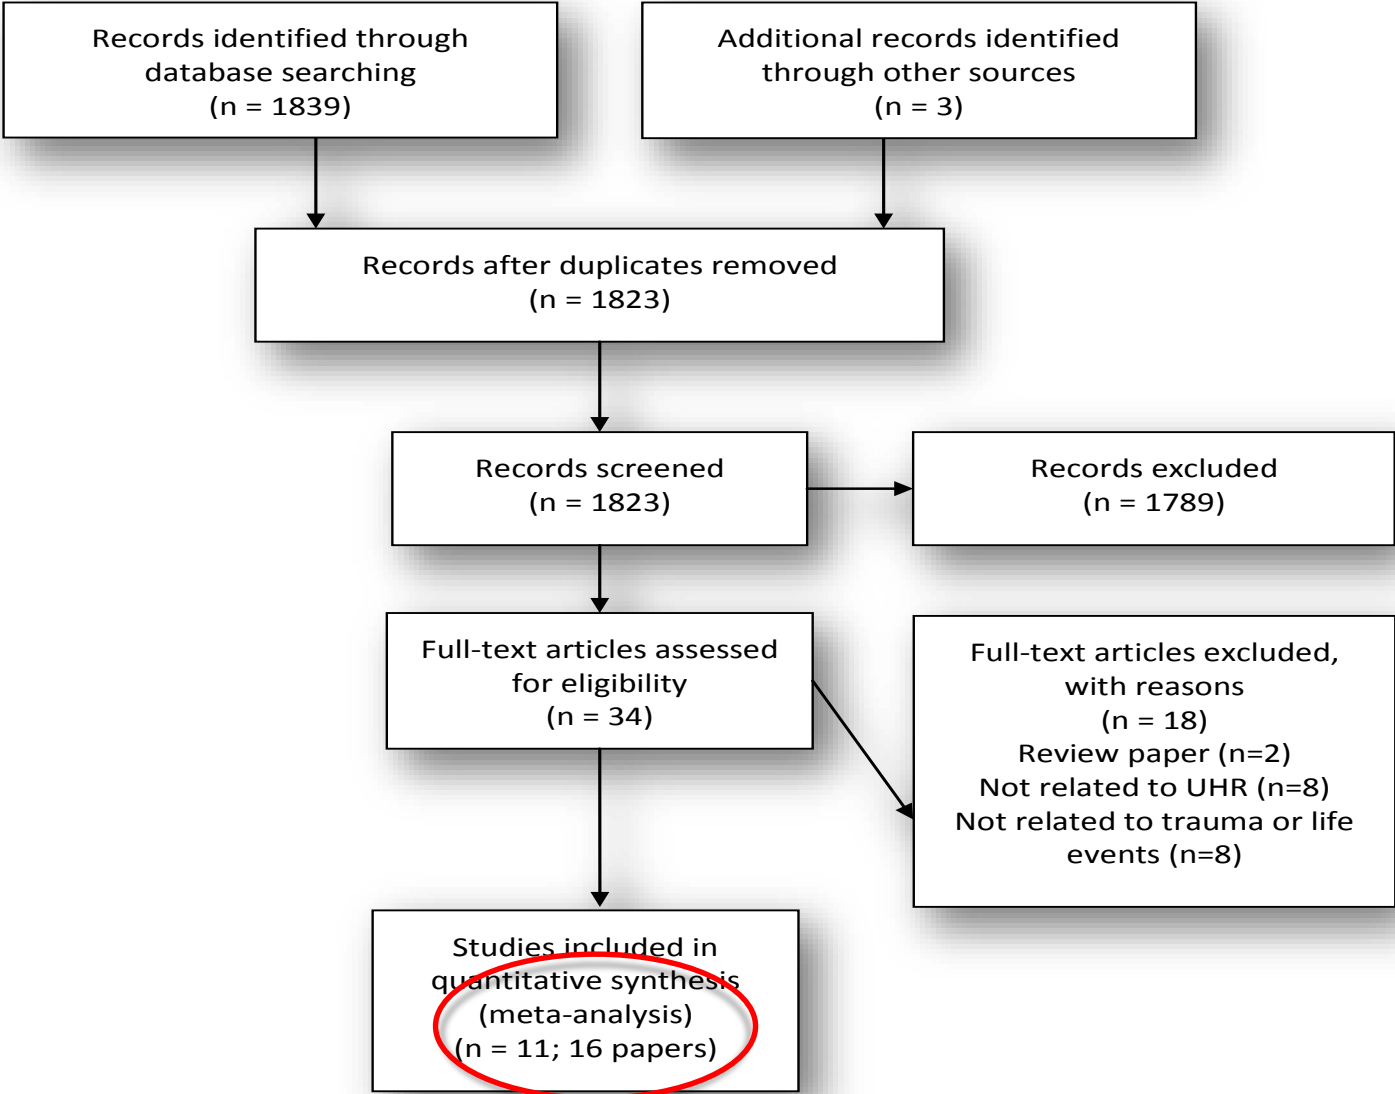 Records identified through
database searching
(n = 1839)
Additional records identified
through other sources
(n = 3)
Records after duplicates removed
(n = 1823)
Records screened
(n = 1823)
Records excluded
(n = 1789)
Full-text articles assessed
for eligibility
(n = 34)
Full-text articles excluded,
with reasons
(n = 18)
Review paper (n=2)
Not related to UHR (n=8)
Not related to trauma or life
events (n=8)
Studies included in
quantitative synthesis
(meta-analysis)
(n = 11; 16 papers)